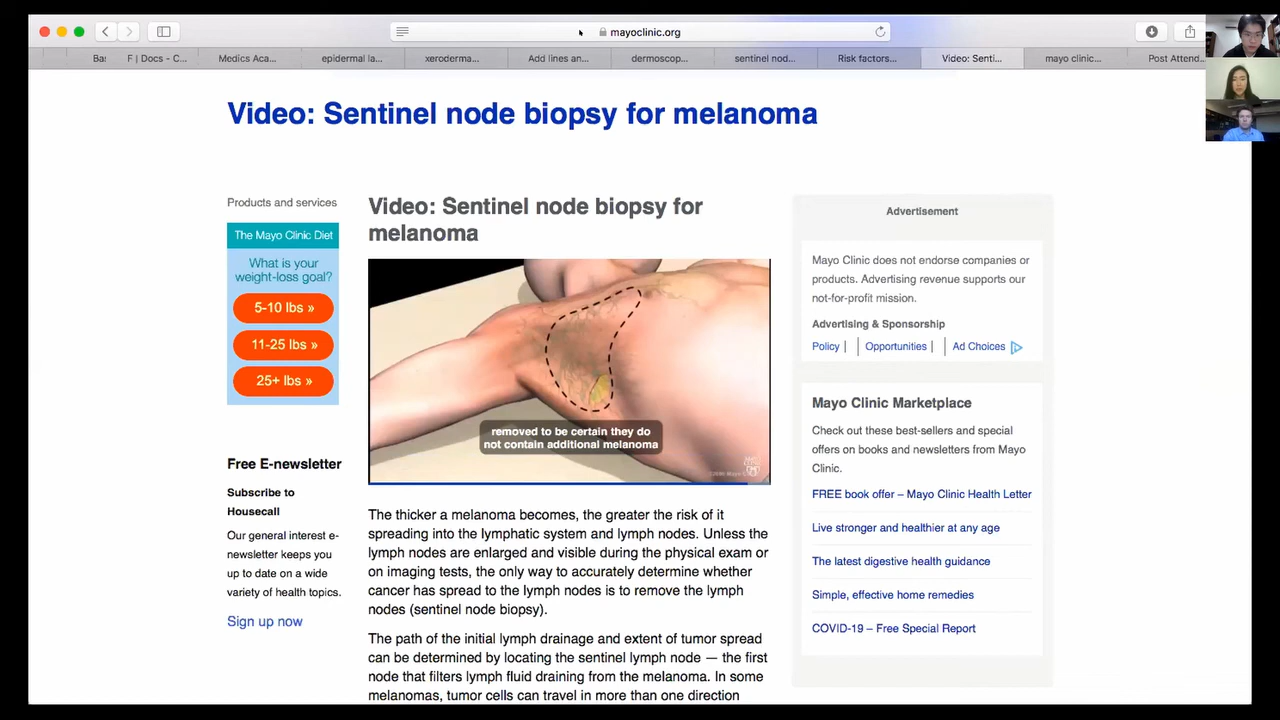 mayoclinic.org
Bas
F | Docs - C...
Medics Aca...
epidermal la...
xeroderma...
Add lines an...
dermoscop...
sentinel nod...
Risk factors...
Video: Senti...
mayo clinic...
Post Attend...
Video: Sentinel node biopsy for melanoma
Products and services
The Mayo Clinic Diet
What is your
weight-loss goal?
5-10 lbs »
11-25 lbs »
25+ lbs »
Free E-newsletter
Subscribe to
Housecall
Our general interest e-
newsletter keeps you
up to date on a wide
variety of health topics.
Sign up now
Video: Sentinel node biopsy for
melanoma
removed to be certain they do
not contain additional melanoma
The thicker a melanoma becomes, the greater the risk of it
spreading into the lymphatic system and lymph nodes. Unless the
lymph nodes are enlarged and visible during the physical exam or
on imaging tests, the only way to accurately determine whether
cancer has spread to the lymph nodes is to remove the lymph
nodes (sentinel node biopsy).
The path of the initial lymph drainage and extent of tumor spread
can be determined by locating the sentinel lymph node — the first
node that filters lymph fluid draining from the melanoma. In some
melanomas, tumor cells can travel in more than one direction
Advertisement
Mayo Clinic does not endorse companies or
products. Advertising revenue supports our
not-for-profit mission.
Advertising & Sponsorship
Policy | Opportunities | Ad Choices
Mayo Clinic Marketplace
Check out these best-sellers and special
offers on books and newsletters from Mayo
Clinic.
FREE book offer – Mayo Clinic Health Letter
Live stronger and healthier at any age
The latest digestive health guidance
Simple, effective home remedies
COVID-19 – Free Special Report